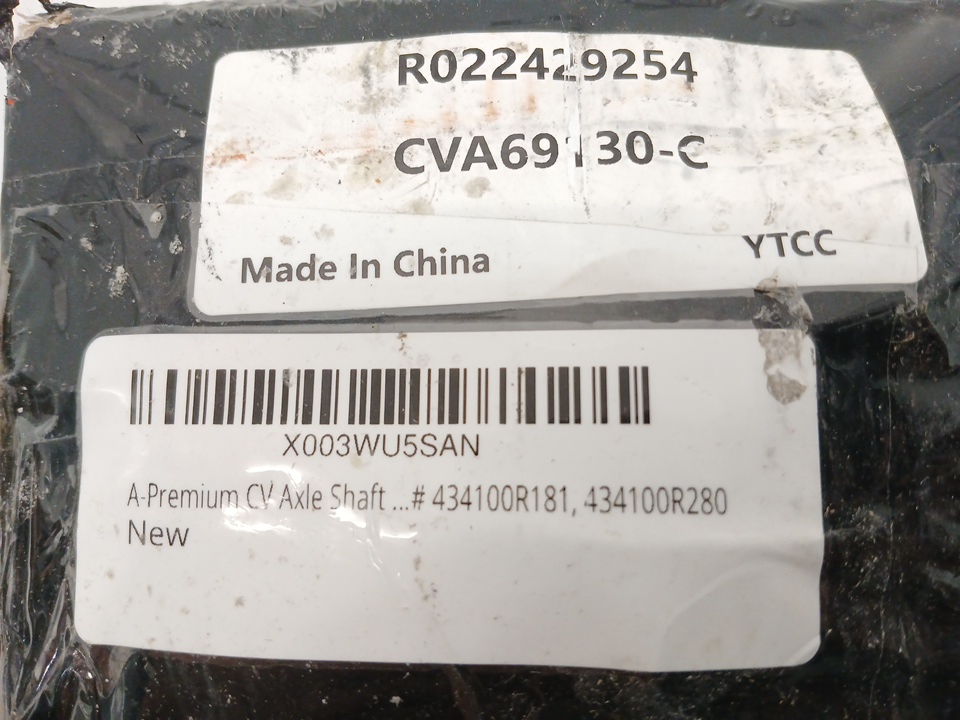 R022429254
CVA69130-C
Made In China
YTCC
X003WU5SAN
A-Premium CV Axle Shaft ...# 434100R181, 434100R280
New